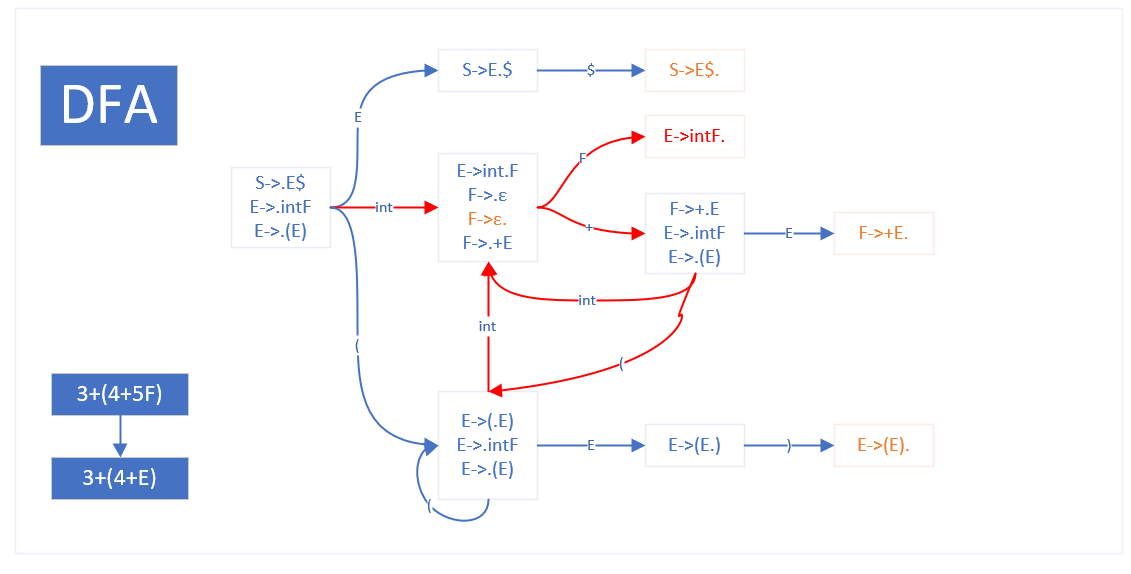 DFA
S->E.$
$
S->E$.
E
E->intF.
F
S->.E$
E->.intF
E->.(E)
int
E->int.F
F->.ε
F->ε.
F->.+E
+
F->+.E
E->.intF
E->.(E)
E
F->+E.
int
int
(
(
3+(4+5F)
3+(4+E)
E->(.E)
E->.intF
E->.(E)
E
E->(E.)
)
E->(E).
(